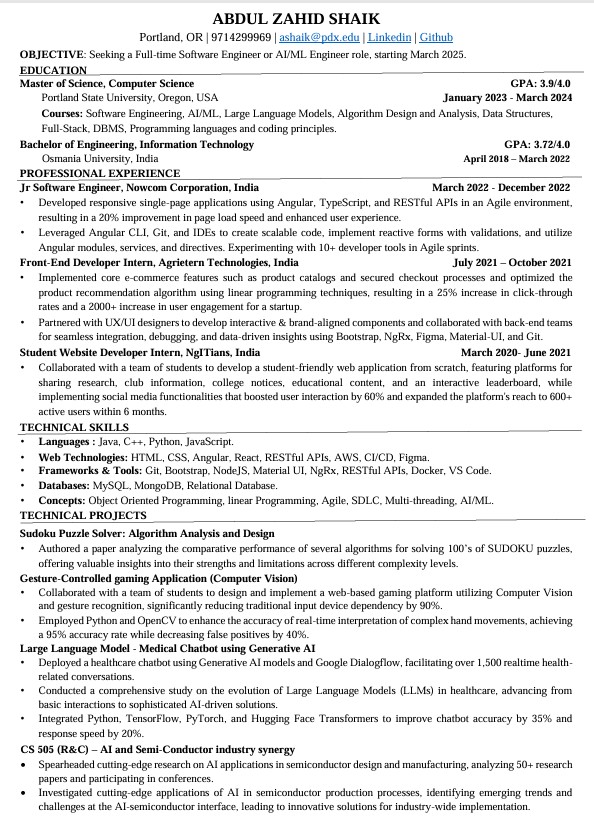 ABDUL ZAHID SHAIK
Portland, OR | 9714299969 | ashaik@pdx.edu | Linkedin | Github
OBJECTIVE: Seeking a Full-time Software Engineer or AI/ML Engineer role, starting March 2025.
EDUCATION
Master of Science, Computer Science GPA: 3.9/4.0
Portland State University, Oregon, USA January 2023 - March 2024
Courses: Software Engineering, AI/ML, Large Language Models, Algorithm Design and Analysis, Data Structures,
Full-Stack, DBMS, Programming languages and coding principles.
Bachelor of Engineering, Information Technology GPA: 3.72/4.0
Osmania University, India April 2018 – March 2022
PROFESSIONAL EXPERIENCE
Jr Software Engineer, Nowcom Corporation, India March 2022 - December 2022
• Developed responsive single-page applications using Angular, TypeScript, and RESTful APIs in an Agile environment,
resulting in a 20% improvement in page load speed and enhanced user experience.
• Leveraged Angular CLI, Git, and IDEs to create scalable code, implement reactive forms with validations, and utilize
Angular modules, services, and directives. Experimenting with 10+ developer tools in Agile sprints.
Front-End Developer Intern, Agrietern Technologies, India July 2021 – October 2021
• Implemented core e-commerce features such as product catalogs and secured checkout processes and optimized the
product recommendation algorithm using linear programming techniques, resulting in a 25% increase in click-through
rates and a 2000+ increase in user engagement for a startup.
• Partnered with UX/UI designers to develop interactive & brand-aligned components and collaborated with back-end teams
for seamless integration, debugging, and data-driven insights using Bootstrap, NgRx, Figma, Material-UI, and Git.
Student Website Developer Intern, NgITians, India March 2020- June 2021
• Collaborated with a team of students to develop a student-friendly web application from scratch, featuring platforms for
sharing research, club information, college notices, educational content, and an interactive leaderboard, while
implementing social media functionalities that boosted user interaction by 60% and expanded the platform's reach to 600+
active users within 6 months.
TECHNICAL SKILLS
• Languages : Java, C++, Python, JavaScript.
• Web Technologies: HTML, CSS, Angular, React, RESTful APIs, AWS, CI/CD, Figma.
• Frameworks & Tools: Git, Bootstrap, NodeJS, Material UI, NgRx, RESTful APIs, Docker, VS Code.
• Databases: MySQL, MongoDB, Relational Database.
• Concepts: Object Oriented Programming, linear Programming, Agile, SDLC, Multi-threading, AI/ML.
TECHNICAL PROJECTS
Sudoku Puzzle Solver: Algorithm Analysis and Design
• Authored a paper analyzing the comparative performance of several algorithms for solving 100's of SUDOKU puzzles,
offering valuable insights into their strengths and limitations across different complexity levels.
Gesture-Controlled gaming Application (Computer Vision)
• Collaborated with a team of students to design and implement a web-based gaming platform utilizing Computer Vision
and gesture recognition, significantly reducing traditional input device dependency by 90%.
• Employed Python and OpenCV to enhance the accuracy of real-time interpretation of complex hand movements, achieving
a 95% accuracy rate while decreasing false positives by 40%.
Large Language Model - Medical Chatbot using Generative AI
• Deployed a healthcare chatbot using Generative AI models and Google Dialogflow, facilitating over 1,500 realtime health-
related conversations.
• Conducted a comprehensive study on the evolution of Large Language Models (LLMs) in healthcare, advancing from
basic interactions to sophisticated AI-driven solutions.
• Integrated Python, TensorFlow, PyTorch, and Hugging Face Transformers to improve chatbot accuracy by 35% and
respond speed by 20%.
CS 505 (R&C) – AI and Semi-Conductor industry synergy
• Spearheaded cutting-edge research on AI applications in semiconductor design and manufacturing, analyzing 50+ research
papers and participating in conferences.
• Investigated cutting-edge applications of AI in semiconductor production processes, identifying emerging trends and
challenges at the AI-semiconductor interface, leading to innovative solutions for industry-wide implementation.